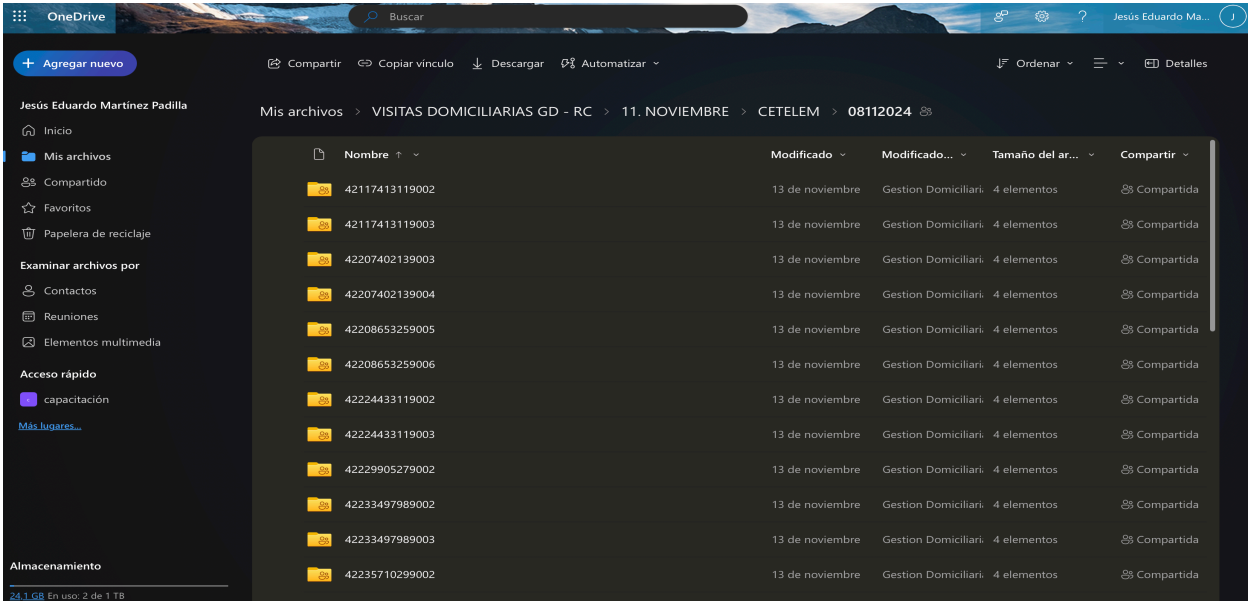 OneDrive
Buscar
Jesús Eduardo Ma...
J
Agregar nuevo
Compartir
Copiar vínculo
Descargar
Automatizar
Ordenar
Detalles
Jesús Eduardo Martínez Padilla
Inicio
Mis archivos
Compartido
Favoritos
Papelera de reciclaje
Examinar archivos por
Contactos
Reuniones
Elementos multimedia
Acceso rápido
capacitación
Más lugares...
Almacenamiento
24,1 GB En uso: 2 de 1 TB
Mis archivos > VISITAS DOMICILIARIAS GD - RC > 11. NOVIEMBRE > CETELEM > 08112024
Nombre Modificado Modificado... Tamaño del ar... Compartir
42117413119002 13 de noviembre Gestion Domiciliari 4 elementos Compartida
42117413119003 13 de noviembre Gestion Domiciliari 4 elementos Compartida
42207402139003 13 de noviembre Gestion Domiciliari 4 elementos Compartida
42207402139004 13 de noviembre Gestion Domiciliari 4 elementos Compartida
42208653259005 13 de noviembre Gestion Domiciliari 4 elementos Compartida
42208653259006 13 de noviembre Gestion Domiciliari 4 elementos Compartida
42224433119002 13 de noviembre Gestion Domiciliari 4 elementos Compartida
42224433119003 13 de noviembre Gestion Domiciliari 4 elementos Compartida
42229905279002 13 de noviembre Gestion Domiciliari 4 elementos Compartida
42233497989002 13 de noviembre Gestion Domiciliari 4 elementos Compartida
42233497989003 13 de noviembre Gestion Domiciliari 4 elementos Compartida
42235710299002 13 de noviembre Gestion Domiciliari 4 elementos Compartida